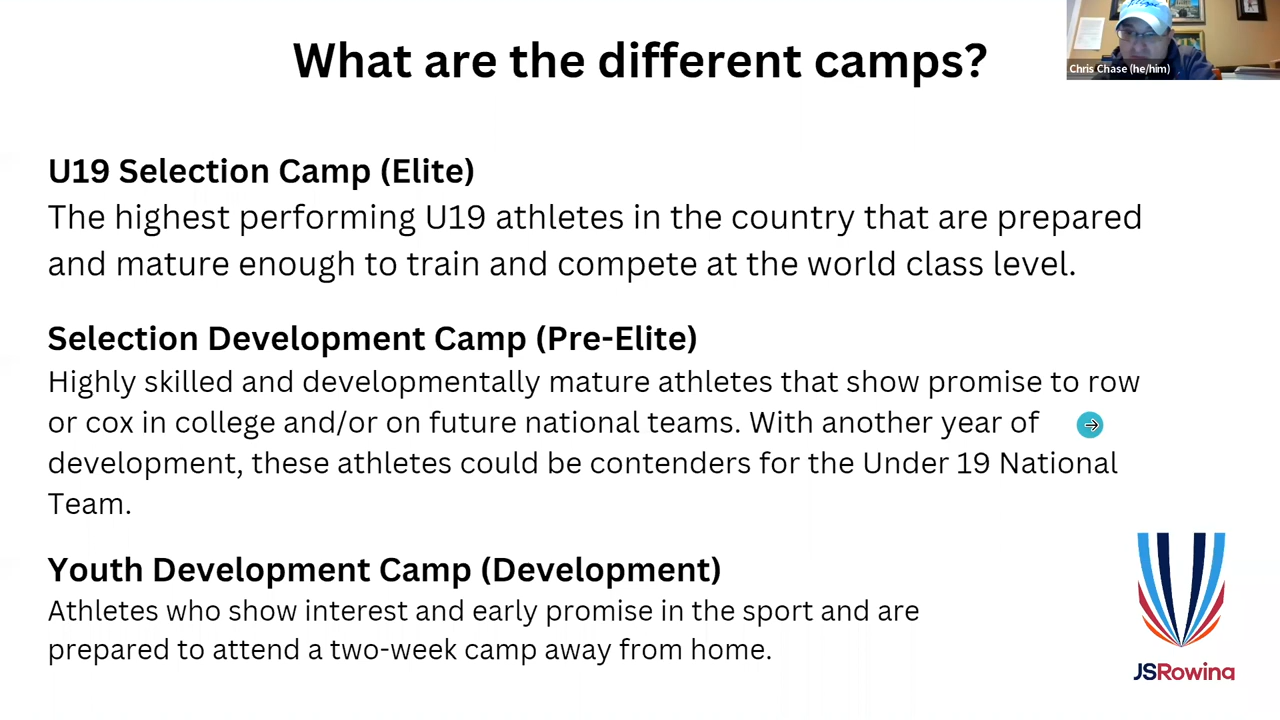 What are the different camps?
Chris Chase (he/him)
U19 Selection Camp (Elite)
The highest performing U19 athletes in the country that are prepared
and mature enough to train and compete at the world class level.
Selection Development Camp (Pre-Elite)
Highly skilled and developmentally mature athletes that show promise to row
or cox in college and/or on future national teams. With another year of
development, these athletes could be contenders for the Under 19 National
Team.
Youth Development Camp (Development)
Athletes who show interest and early promise in the sport and are
prepared to attend a two-week camp away from home.
JSRowing